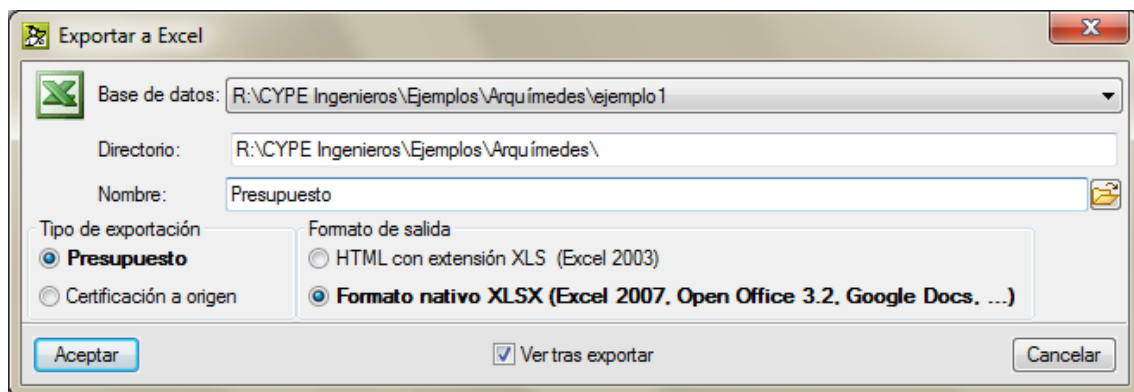 Exportar a Excel
Base de datos: R:\CYPE Ingenieros\Ejemplos\Arquímedes\ejemplo1
Directorio: R:\CYPE Ingenieros\Ejemplos\Arquímedes\
Nombre: Presupuesto
Tipo de exportación Formato de salida
Presupuesto HTML con extensión XLS (Excel 2003)
Certificación a origen Formato nativo XLSX (Excel 2007, Open Office 3.2, Google Docs, ...)
Aceptar Ver tras exportar Cancelar